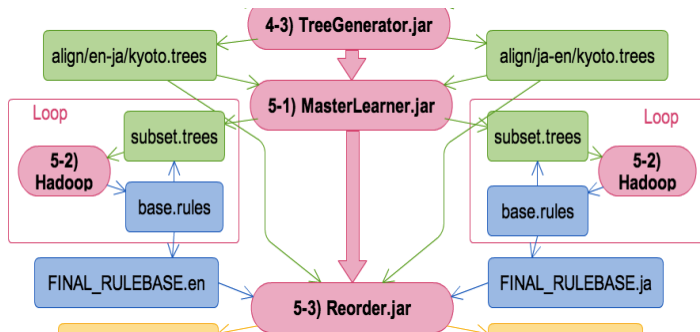 4-3) TreeGenerator.jar
align/en-ja/kyoto.trees
align/ja-en/kyoto.trees
5-1) MasterLearner.jar
Loop
Loop
subset.trees
subset.trees
5-2)
Hadoop
5-2)
Hadoop
base.rules
base.rules
FINAL_RULEBASE.en
FINAL_RULEBASE.ja
5-3) Reorder.jar